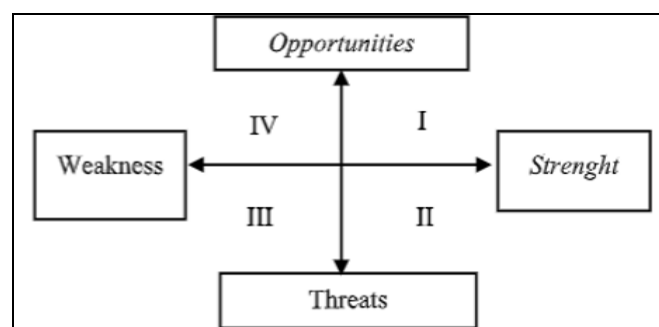 Opportunities
IV
I
Weakness
Strenght
III
II
Threats